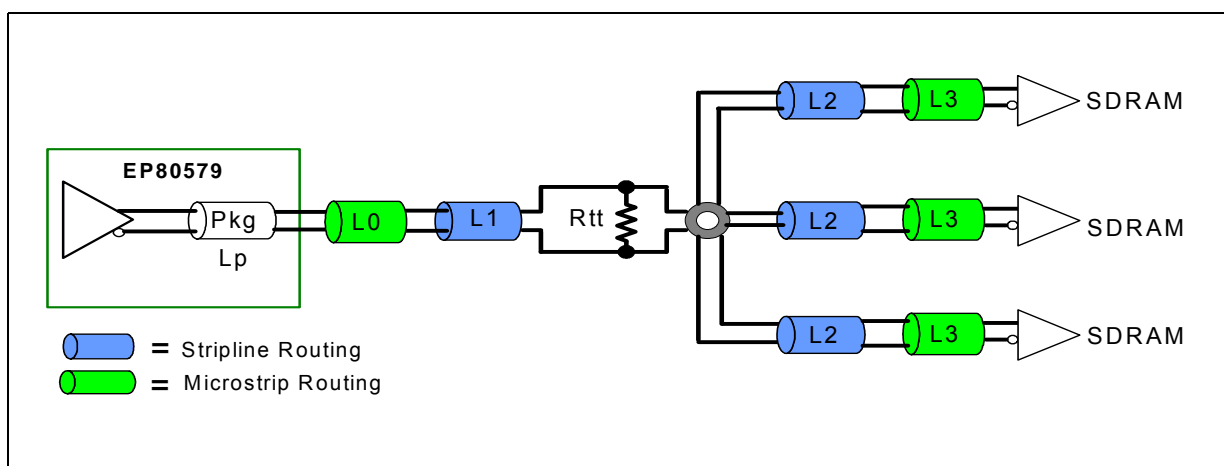 L2 L3 SDRAM
EP80579
Pkg
Lp
L0 L1 Rtt L2 L3 SDRAM
L2 L3 SDRAM
= Stripline Routing
= Microstrip Routing